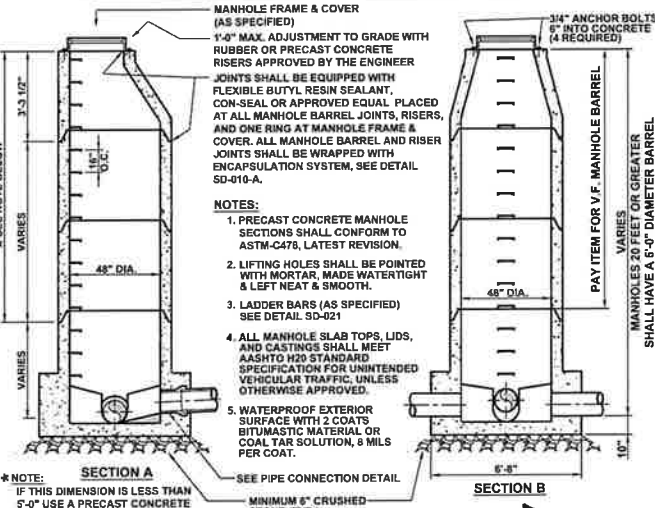 MANHOLE FRAME & COVER
(AS SPECIFIED)
1'-0" MAX. ADJUSTMENT TO GRADE WITH
RUBBER OR PRECAST CONCRETE
RISERS APPROVED BY THE ENGINEER
JOINTS SHALL BE EQUIPPED WITH
FLEXIBLE BUTYL RESIN SEALANT,
CON-SEAL OR APPROVED EQUAL PLACED
AT ALL MANHOLE BARREL JOINTS, RISERS,
AND ONE RING AT MANHOLE FRAME &
COVER. ALL MANHOLE BARREL AND RISER
JOINTS SHALL BE WRAPPED WITH
ENCAPSULATION SYSTEM, SEE DETAIL
SD-010-A.
NOTES:
1. PRECAST CONCRETE MANHOLE
SECTIONS SHALL CONFORM TO
ASTM-C478, LATEST REVISION.
2. LIFTING HOLES SHALL BE POINTED
WITH MORTAR, MADE WATERTIGHT
& LEFT NEAT & SMOOTH.
3. LADDER BARS (AS SPECIFIED)
SEE DETAIL SD-021
4. ALL MANHOLE SLAB TOPS, LIDS,
AND CASTINGS SHALL MEET
AASHTO H20 STANDARD
SPECIFICATION FOR UNINTENDED
VEHICULAR TRAFFIC, UNLESS
OTHERWISE APPROVED.
5. WATERPROOF EXTERIOR
SURFACE WITH 2 COATS
BITUMASTIC MATERIAL OR
COAL TAR SOLUTION, 8 MILS
PER COAT.
SEE PIPE CONNECTION DETAIL
MINIMUM 6" CRUSHED
3'-3 1/2"
VARIES
VARIES
16"
O.C.
48" DIA.
SECTION A
* NOTE:
IF THIS DIMENSION IS LESS THAN
5'-0" USE A PRECAST CONCRETE
3/4" ANCHOR BOLTS
6" INTO CONCRETE
(4 REQUIRED)
48" DIA.
PAY ITEM FOR V.F. MANHOLE BARREL
VARIES
MANHOLES 20 FEET OR GREATER
SHALL HAVE A 5'-0" DIAMETER BARREL
10"
6'-8"
SECTION B